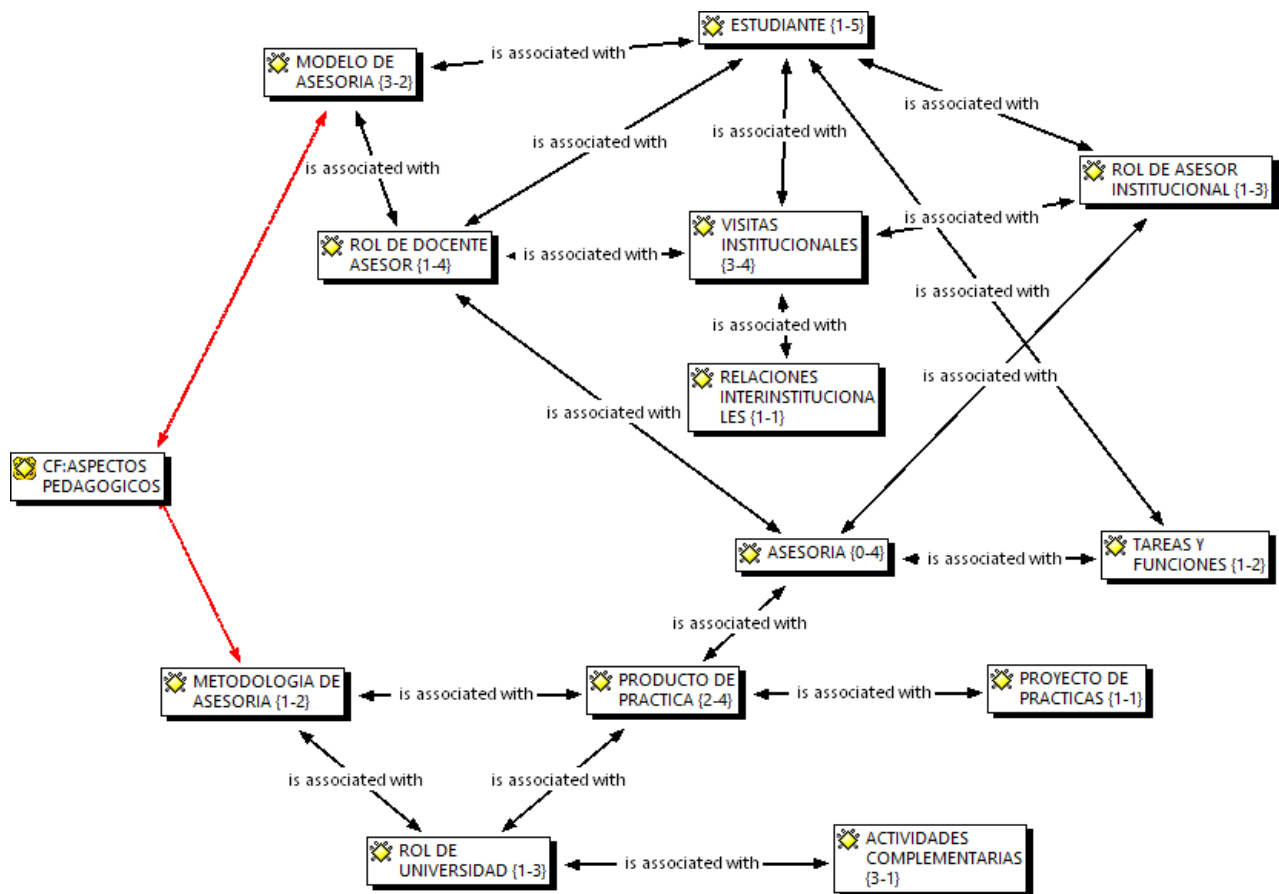 ESTUDIANTE {1-5}
is associated with
MODELO DE
ASESORIA {3-2}
is associated with
is associated with
is associated with
is associated with
is associated with
ROL DE ASESOR
INSTITUCIONAL {1-3}
is associated with
VISITAS
INSTITUCIONALES
{3-4}
ROL DE DOCENTE
ASESOR {1-4}
is associated with
is associated with
is associated with
RELACIONES
INTERINSTITUCIONA
LES {1-1}
is associated with
is associated with
CF:ASPECTOS
PEDAGOGICOS
ASESORIA {0-4}
is associated with
TAREAS Y
FUNCIONES {1-2}
is associated with
METODOLOGIA DE
ASESORIA {1-2}
is associated with
PRODUCTO DE
PRACTICA {2-4}
is associated with
PROYECTO DE
PRACTICAS {1-1}
is associated with
is associated with
ROL DE
UNIVERSIDAD {1-3}
is associated with
ACTIVIDADES
COMPLEMENTARIAS
{3-1}